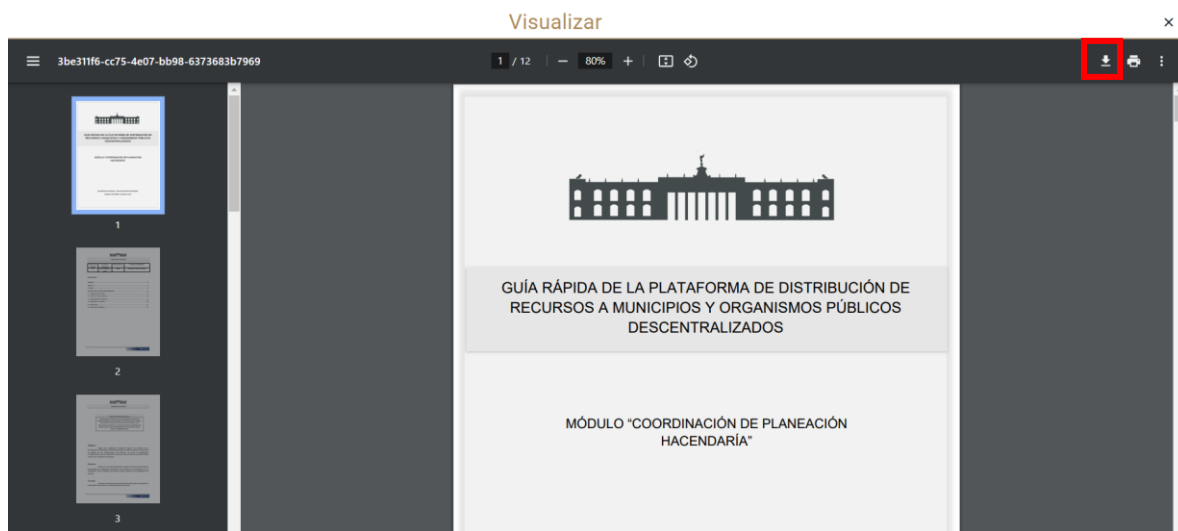 Visualizar
×
3be311f6-cc75-4e07-bb98-6373683b7969
1 / 12
80%
1
2
3
GUÍA RÁPIDA DE LA PLATAFORMA DE DISTRIBUCIÓN DE
RECURSOS A MUNICIPIOS Y ORGANISMOS PÚBLICOS
DESCENTRALIZADOS
MÓDULO “COORDINACIÓN DE PLANEACIÓN
HACENDARÍA”